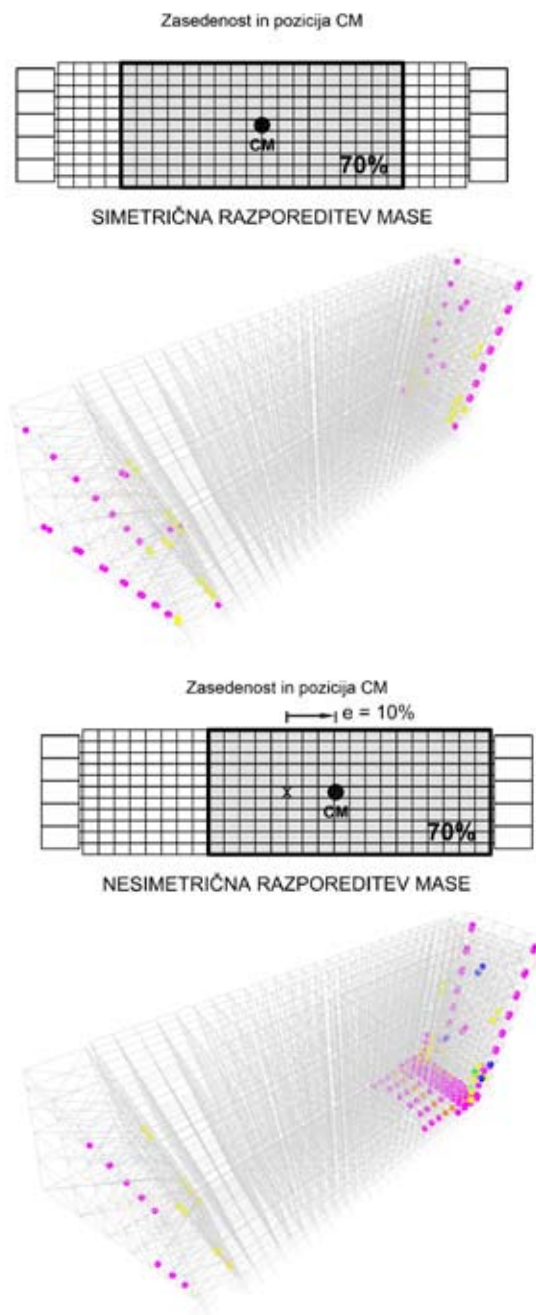 Zasedenost in pozicija CM
CM
70%
SIMETRIČNA RAZPOREDITEV MASE
Zasedenost in pozicija CM
e = 10%
x
CM
70%
NESIMETRIČNA RAZPOREDITEV MASE